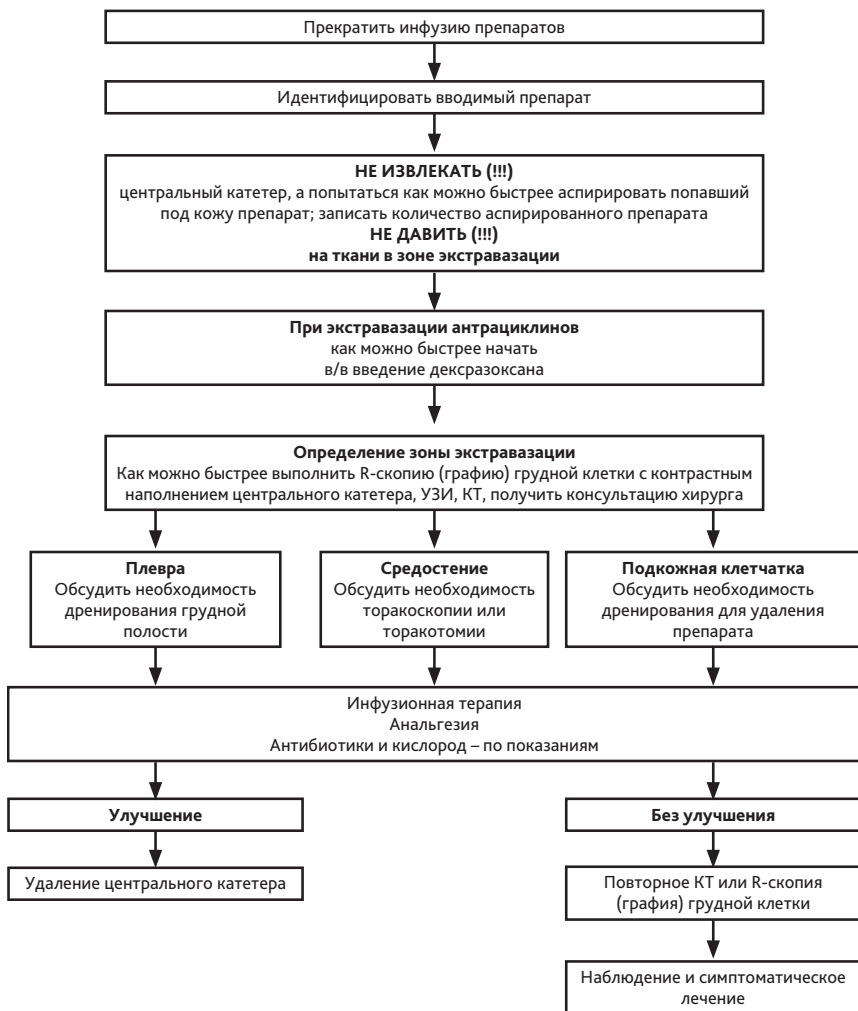 Прекратить инфузию препаратов
Идентифицировать вводимый препарат
НЕ ИЗВЛЕКАТЬ (!!!)
центральный катетер, а попытаться как можно быстрее аспирировать попавший
под кожу препарат; записать количество аспирированного препарата
НЕ ДАВИТЬ (!!!)
на ткани в зоне экстравазации
При экстравазации антрациклинов
как можно быстрее начать
в/в введение дексразоксана
Определение зоны экстравазации
Как можно быстрее выполнить R-скопию (графию) грудной клетки с контрастным
наполнением центрального катетера, УЗИ, КТ, получить консультацию хирурга
Плевра
Обсудить необходимость
дренирования грудной
полости
Средостение
Обсудить необходимость
торакоскопии или
торакотомии
Подкожная клетчатка
Обсудить необходимость
дренирования для удаления
препарата
Инфузионная терапия
Анальгезия
Антибиотики и кислород – по показаниям
Улучшение
Без улучшения
Удаление центрального катетера
Повторное КТ или R-скопия
(графия) грудной клетки
Наблюдение и симптоматическое
лечение